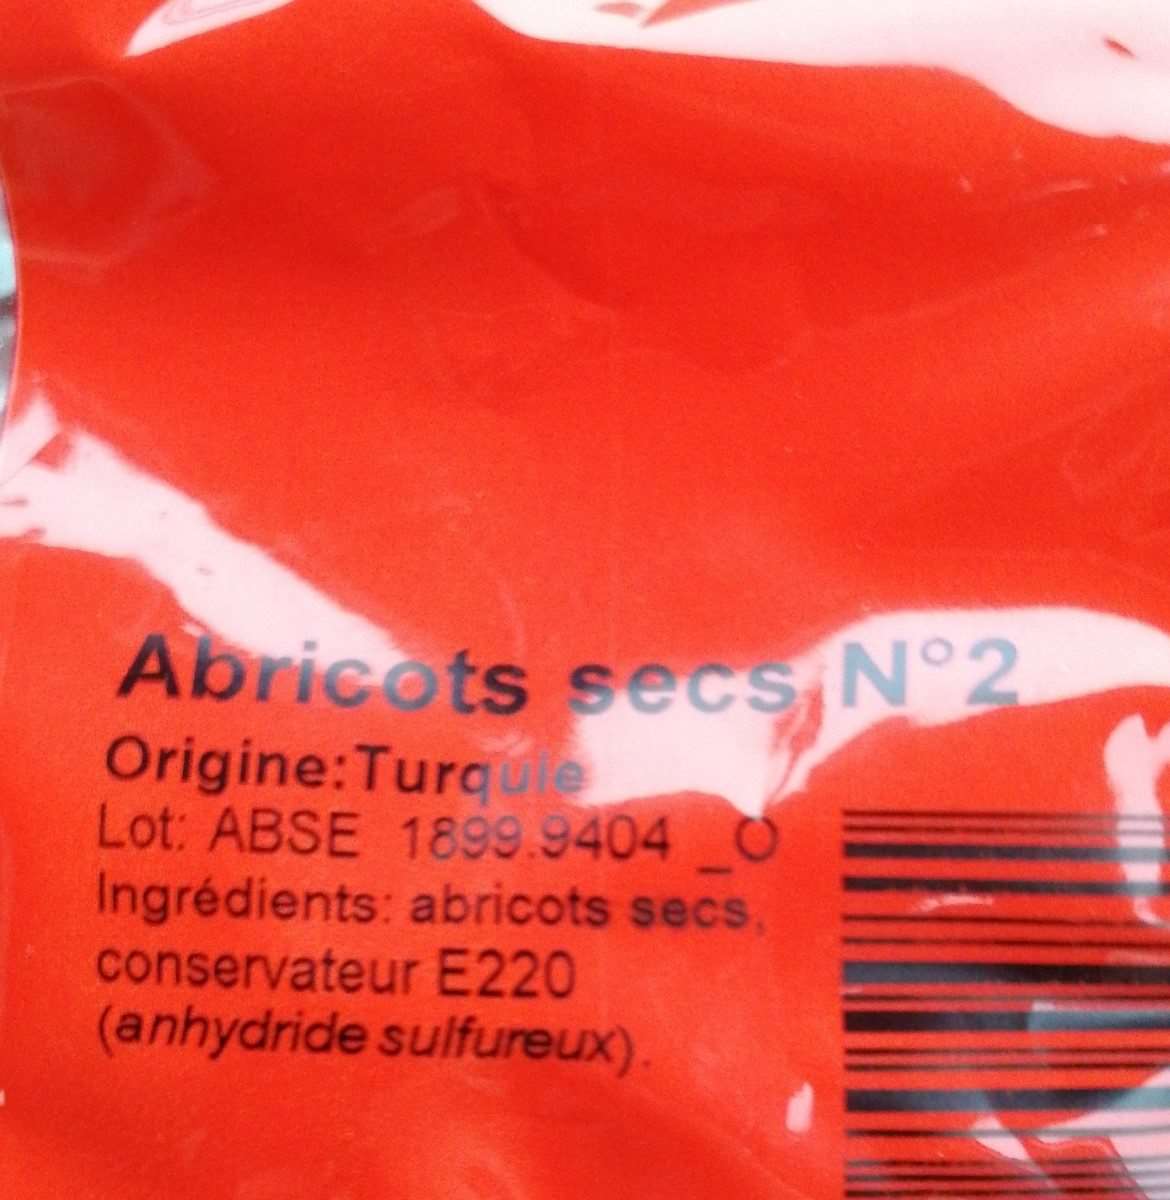 Abricots secs N°2
Origine:Turquie
Lot: ABSE 1899.9404 _O
Ingrédients: abricots secs,
conservateur E220
(anhydride sulfureux).